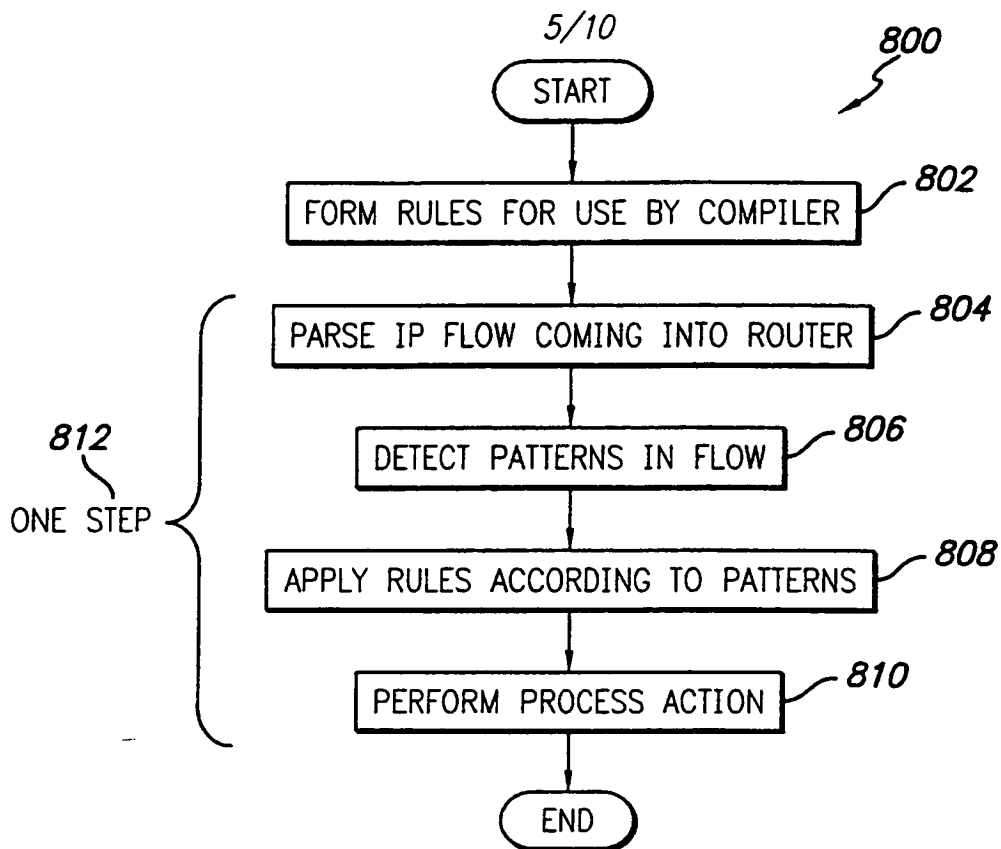 5/10
800
START
802
FORM RULES FOR USE BY COMPILER
804
PARSE IP FLOW COMING INTO ROUTER
806
DETECT PATTERNS IN FLOW
812
ONE STEP
808
APPLY RULES ACCORDING TO PATTERNS
810
PERFORM PROCESS ACTION
END